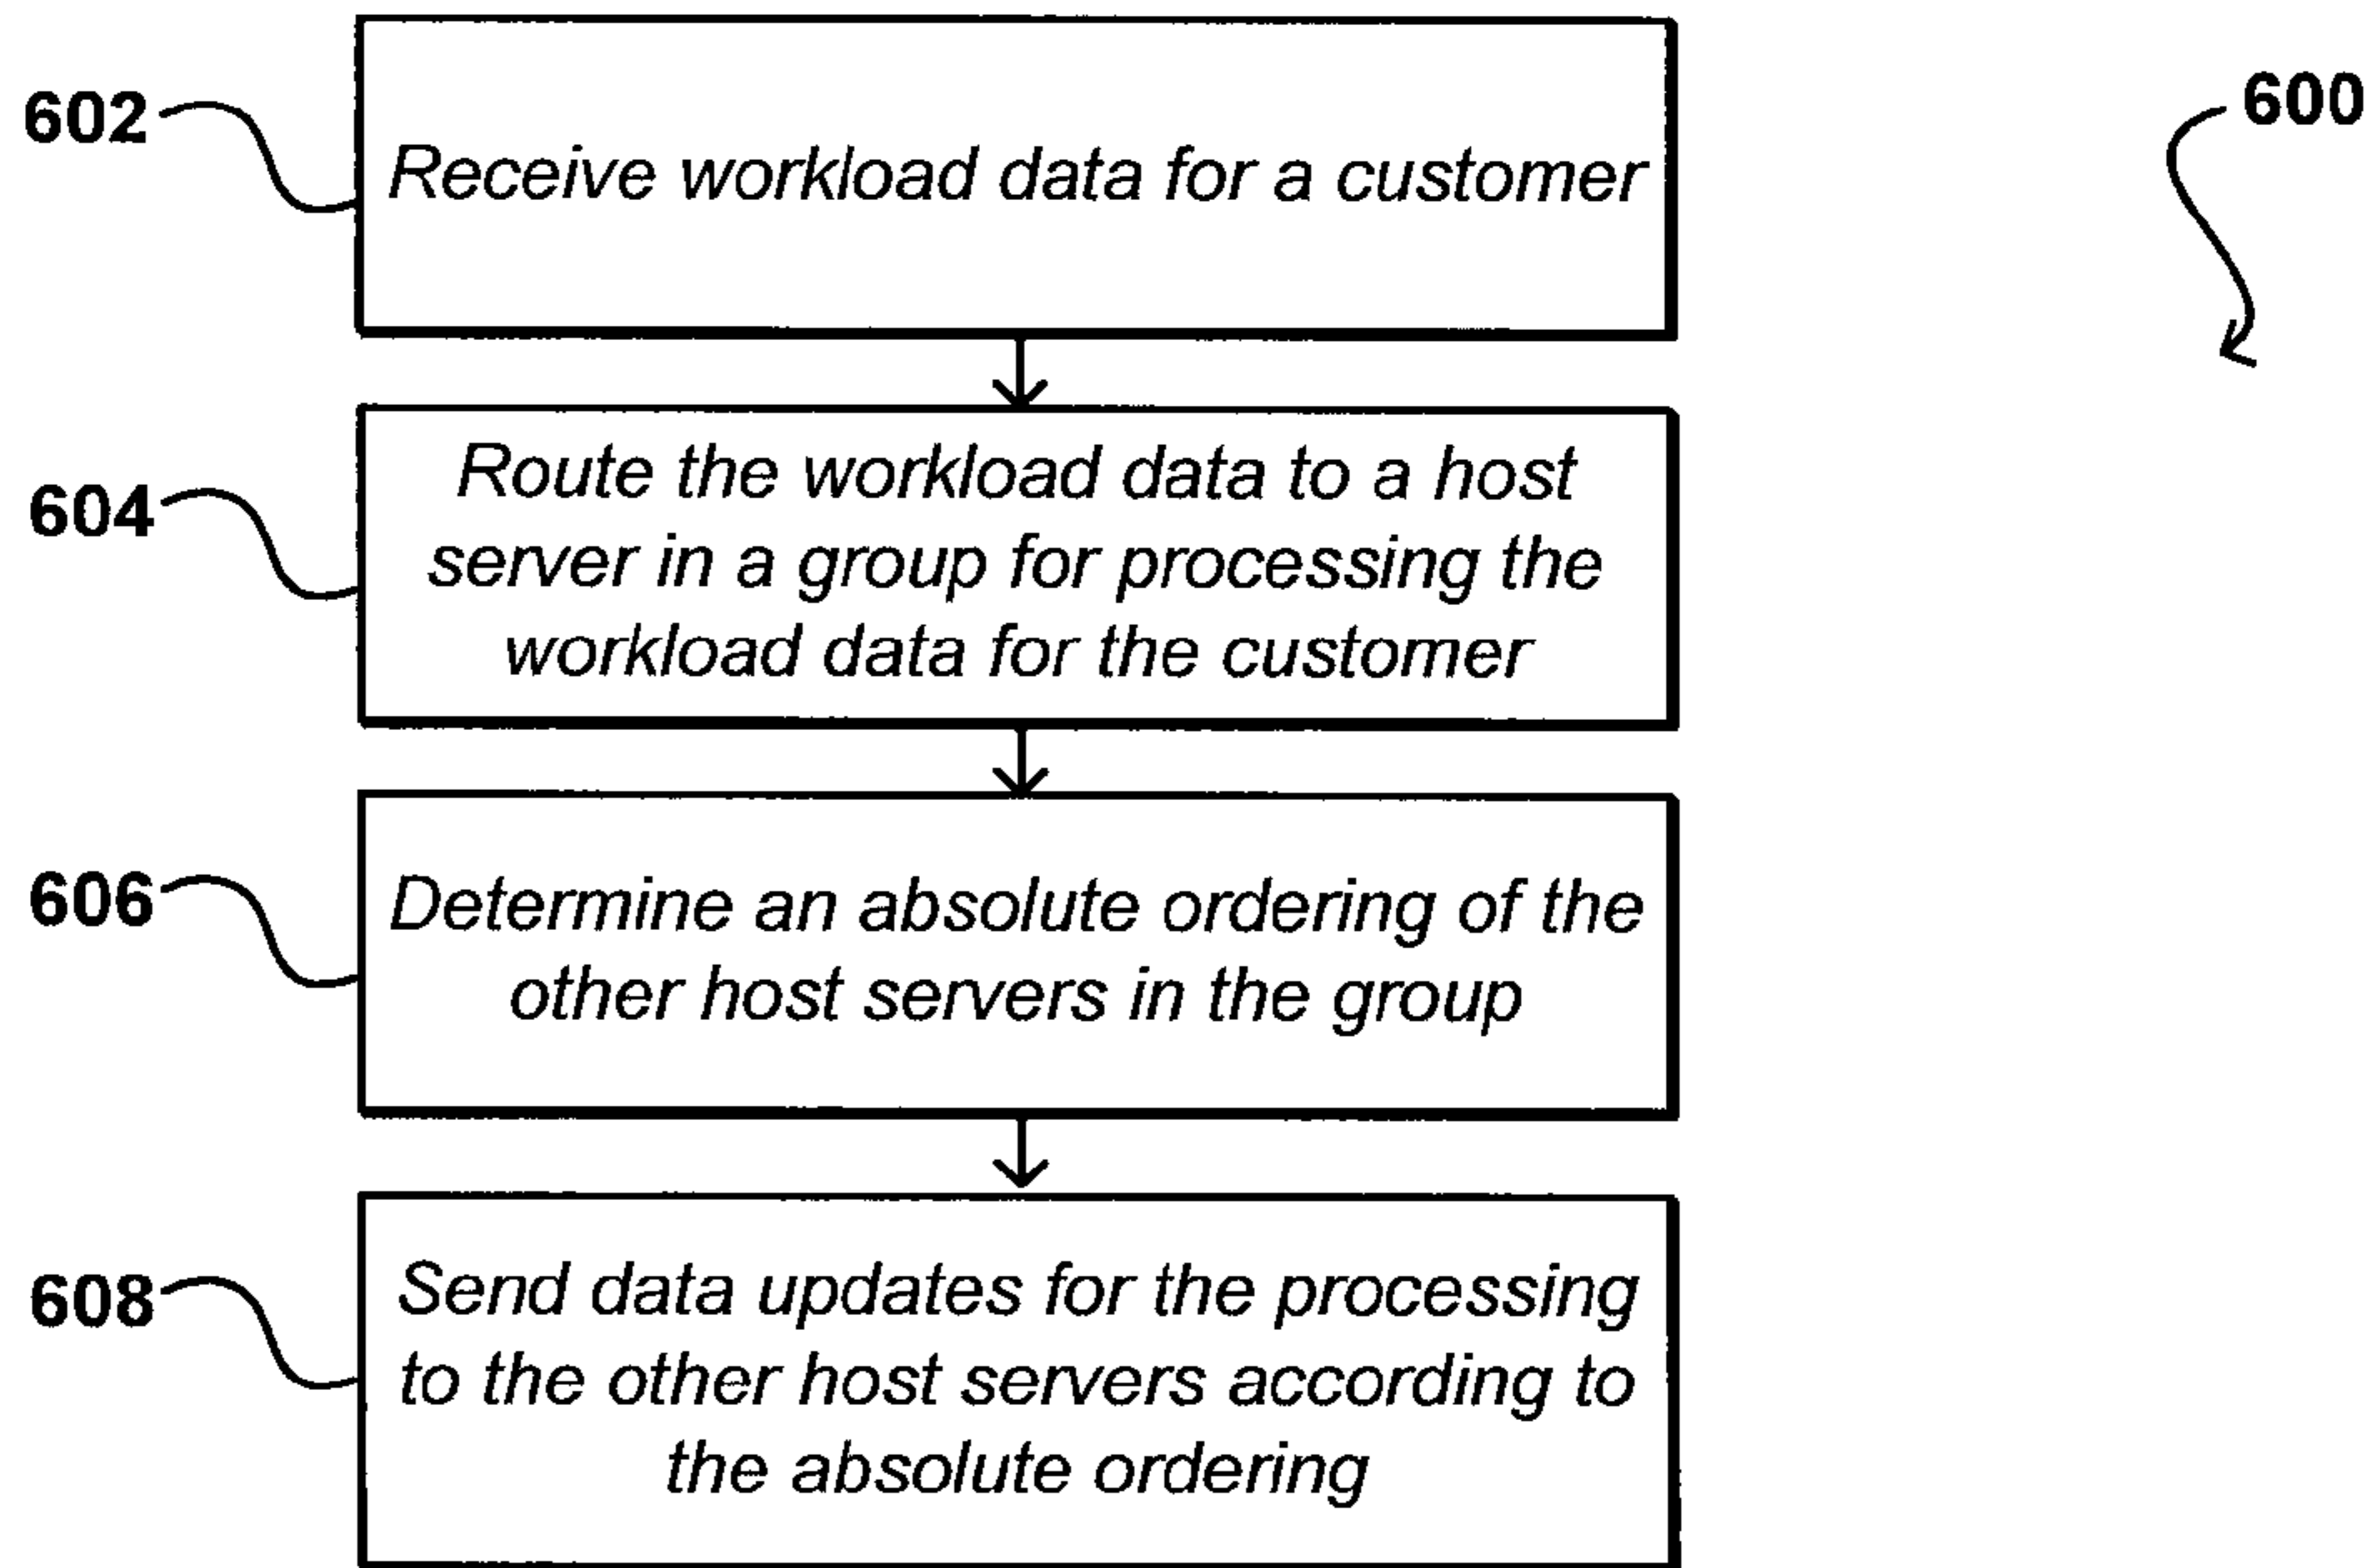 602
Receive workload data for a customer
600
604
Route the workload data to a host
server in a group for processing the
workload data for the customer
606
Determine an absolute ordering of the
other host servers in the group
608
Send data updates for the processing
to the other host servers according to
the absolute ordering